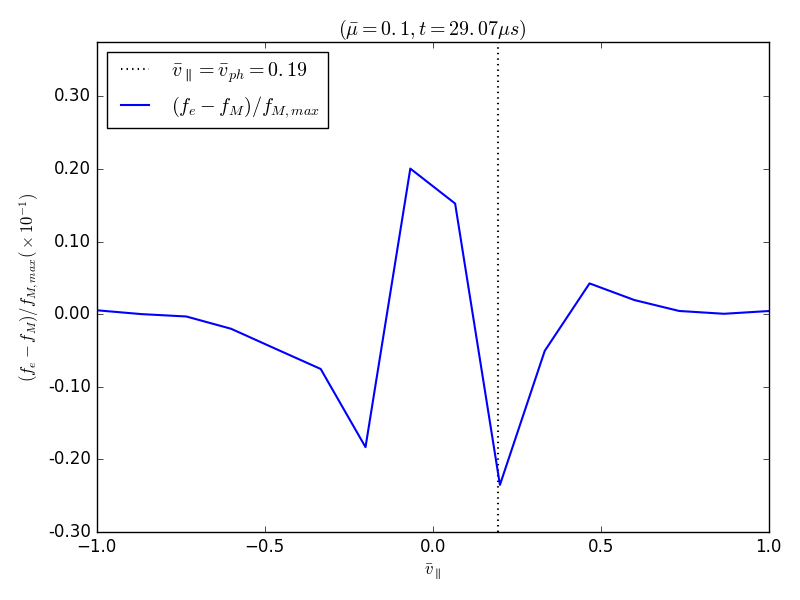 (μ̄ = 0.1, t = 29.07μs)
v̄∥ = v̄ph = 0.19
(fe − fM)/fM,max
0.30
0.20
0.10
0.00
-0.10
-0.20
-0.30
(fe − fM)/fM,max(×10⁻¹)
−1.0 −0.5 0.0 0.5 1.0
v̄∥